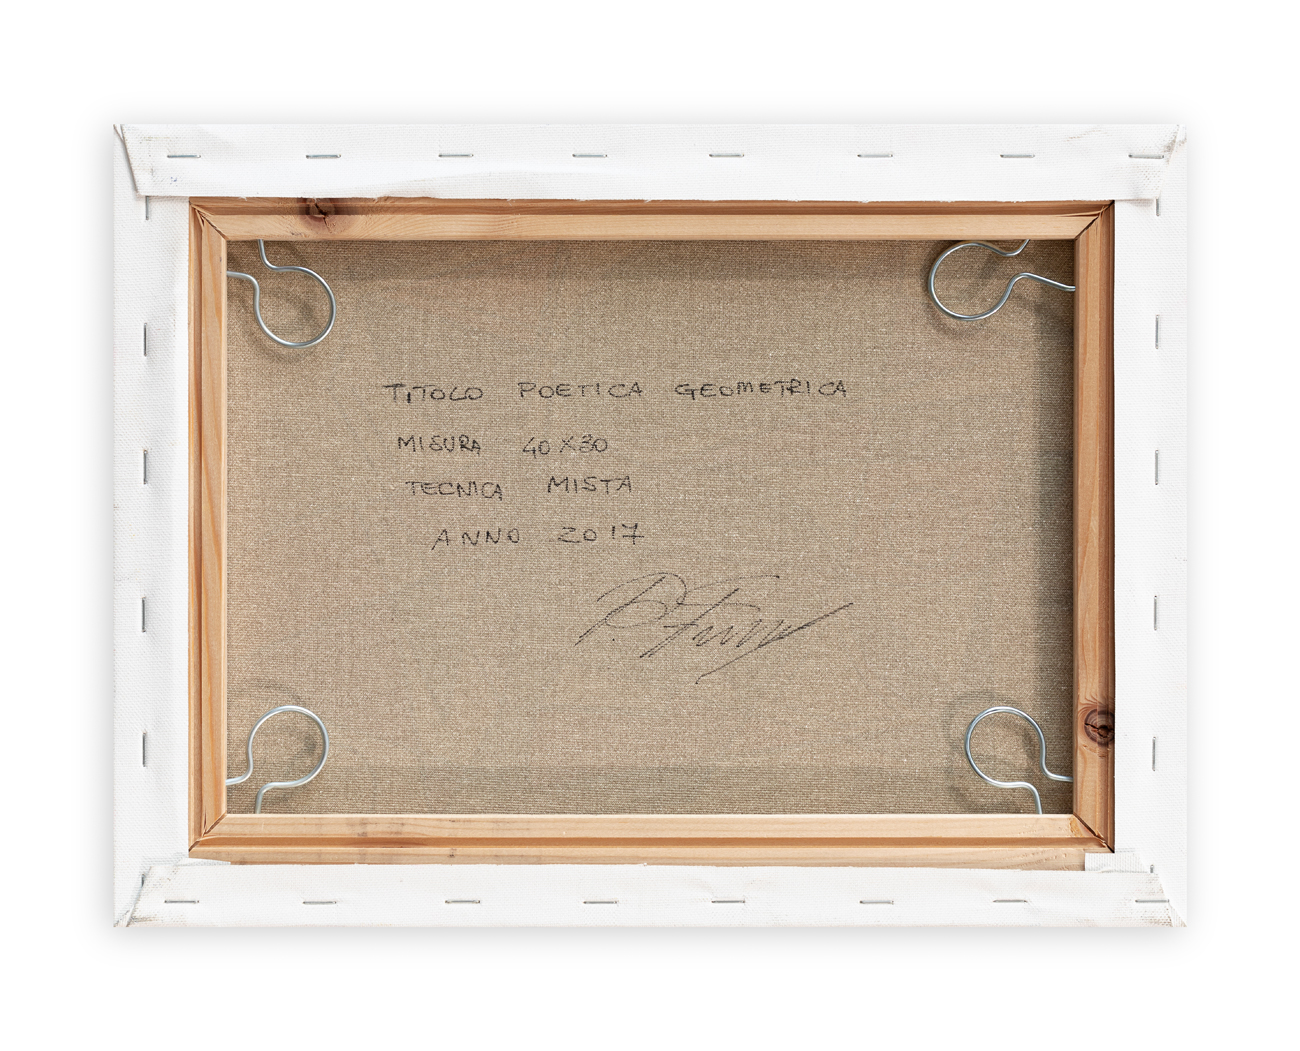 TITOLO POETICA GEOMETRICA
MISURA 40X30
TECNICA MISTA
ANNO 2017